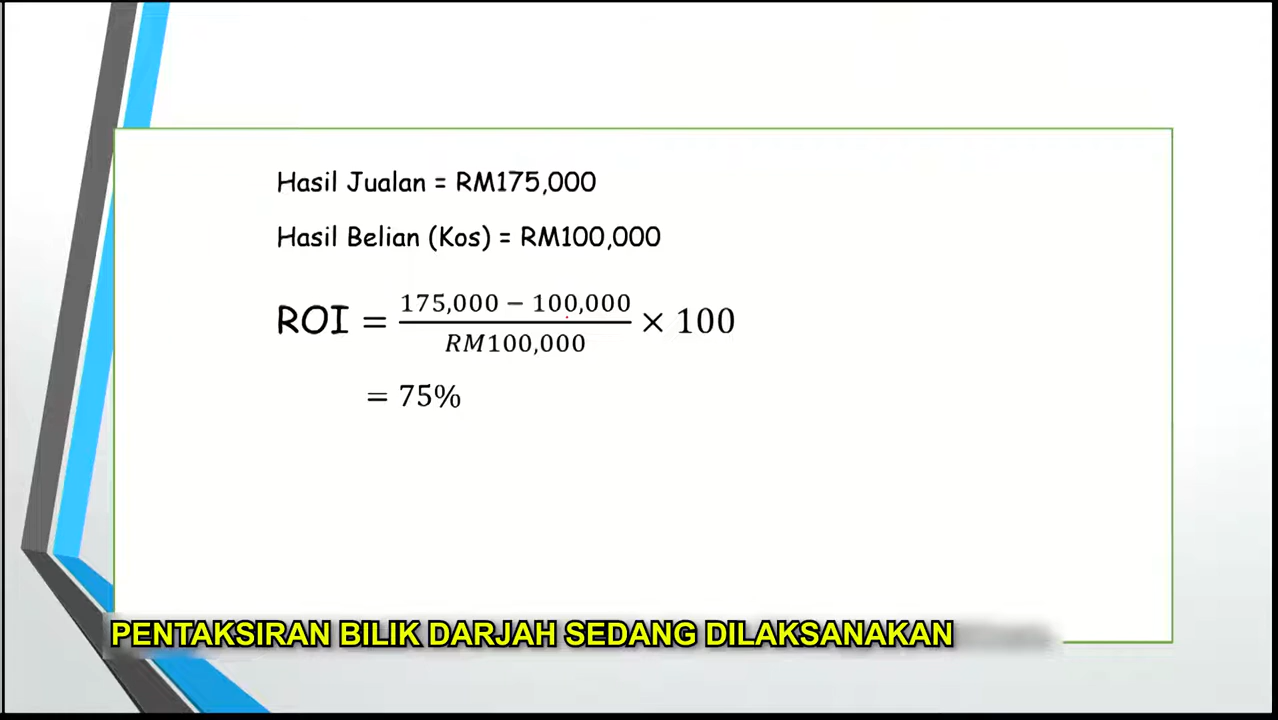 Hasil Jualan = RM175,000
Hasil Belian (Kos) = RM100,000
ROI = \frac{175,000 − 100,000}{RM100,000} × 100
= 75%
PENTAKSIRAN BILIK DARJAH SEDANG DILAKSANAKAN